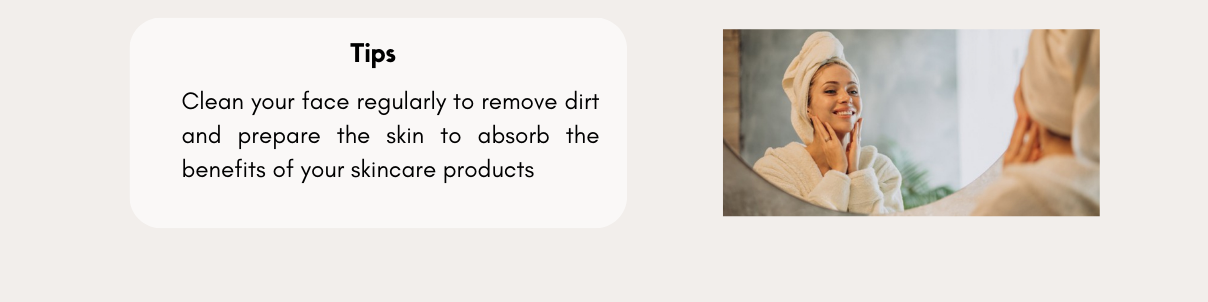 Tips
Clean your face regularly to remove dirt
and prepare the skin to absorb the
benefits of your skincare products